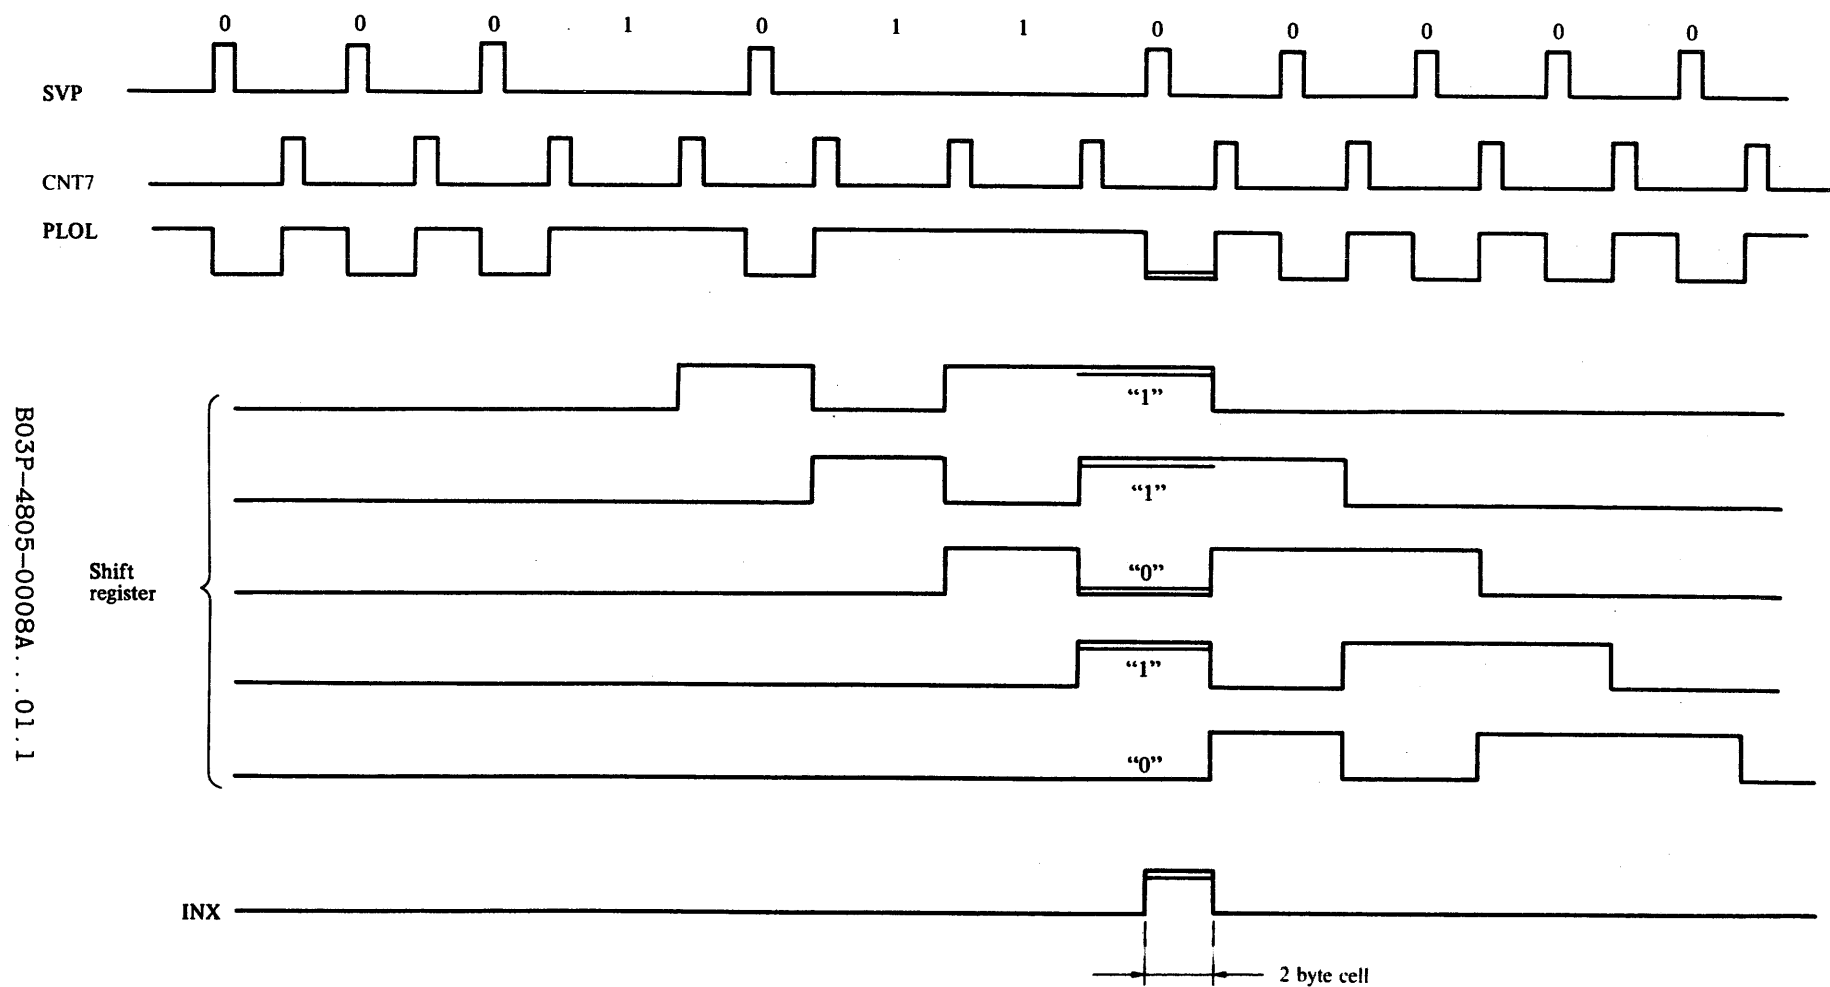 0 0 0 1 0 1 1 0 0 0 0 0
SVP
CNT7
PLOL
"1"
"1"
"0"
"1"
"0"
Shift
register
INX
2 byte cell
B03P-4805-0008A...01.1